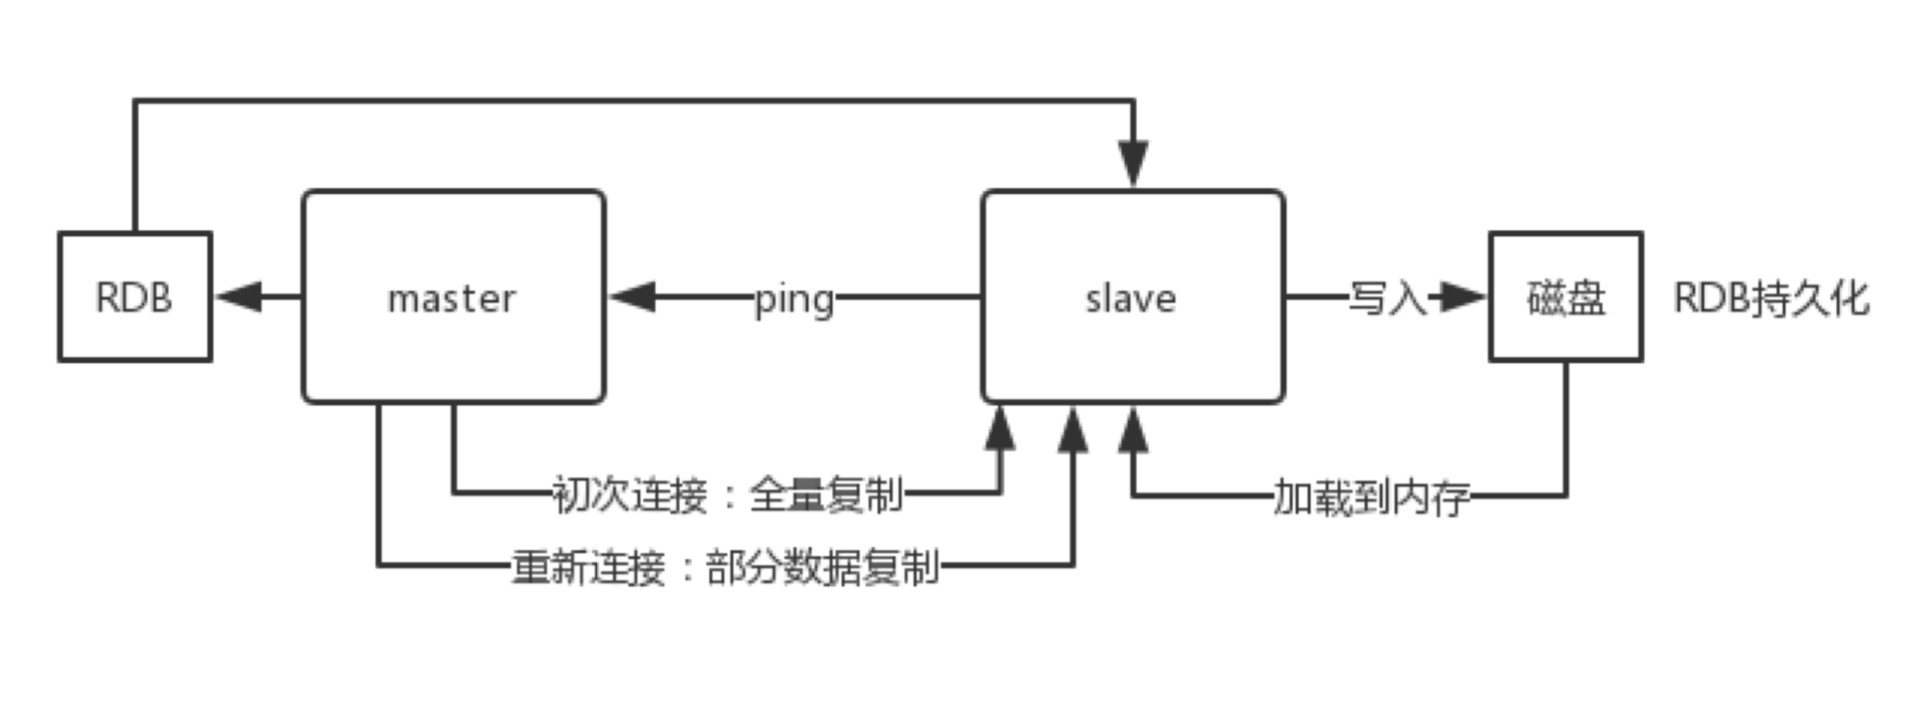 RDB
master
ping
slave
写入
磁盘
RDB持久化
初次连接：全量复制
加载到内存
重新连接：部分数据复制